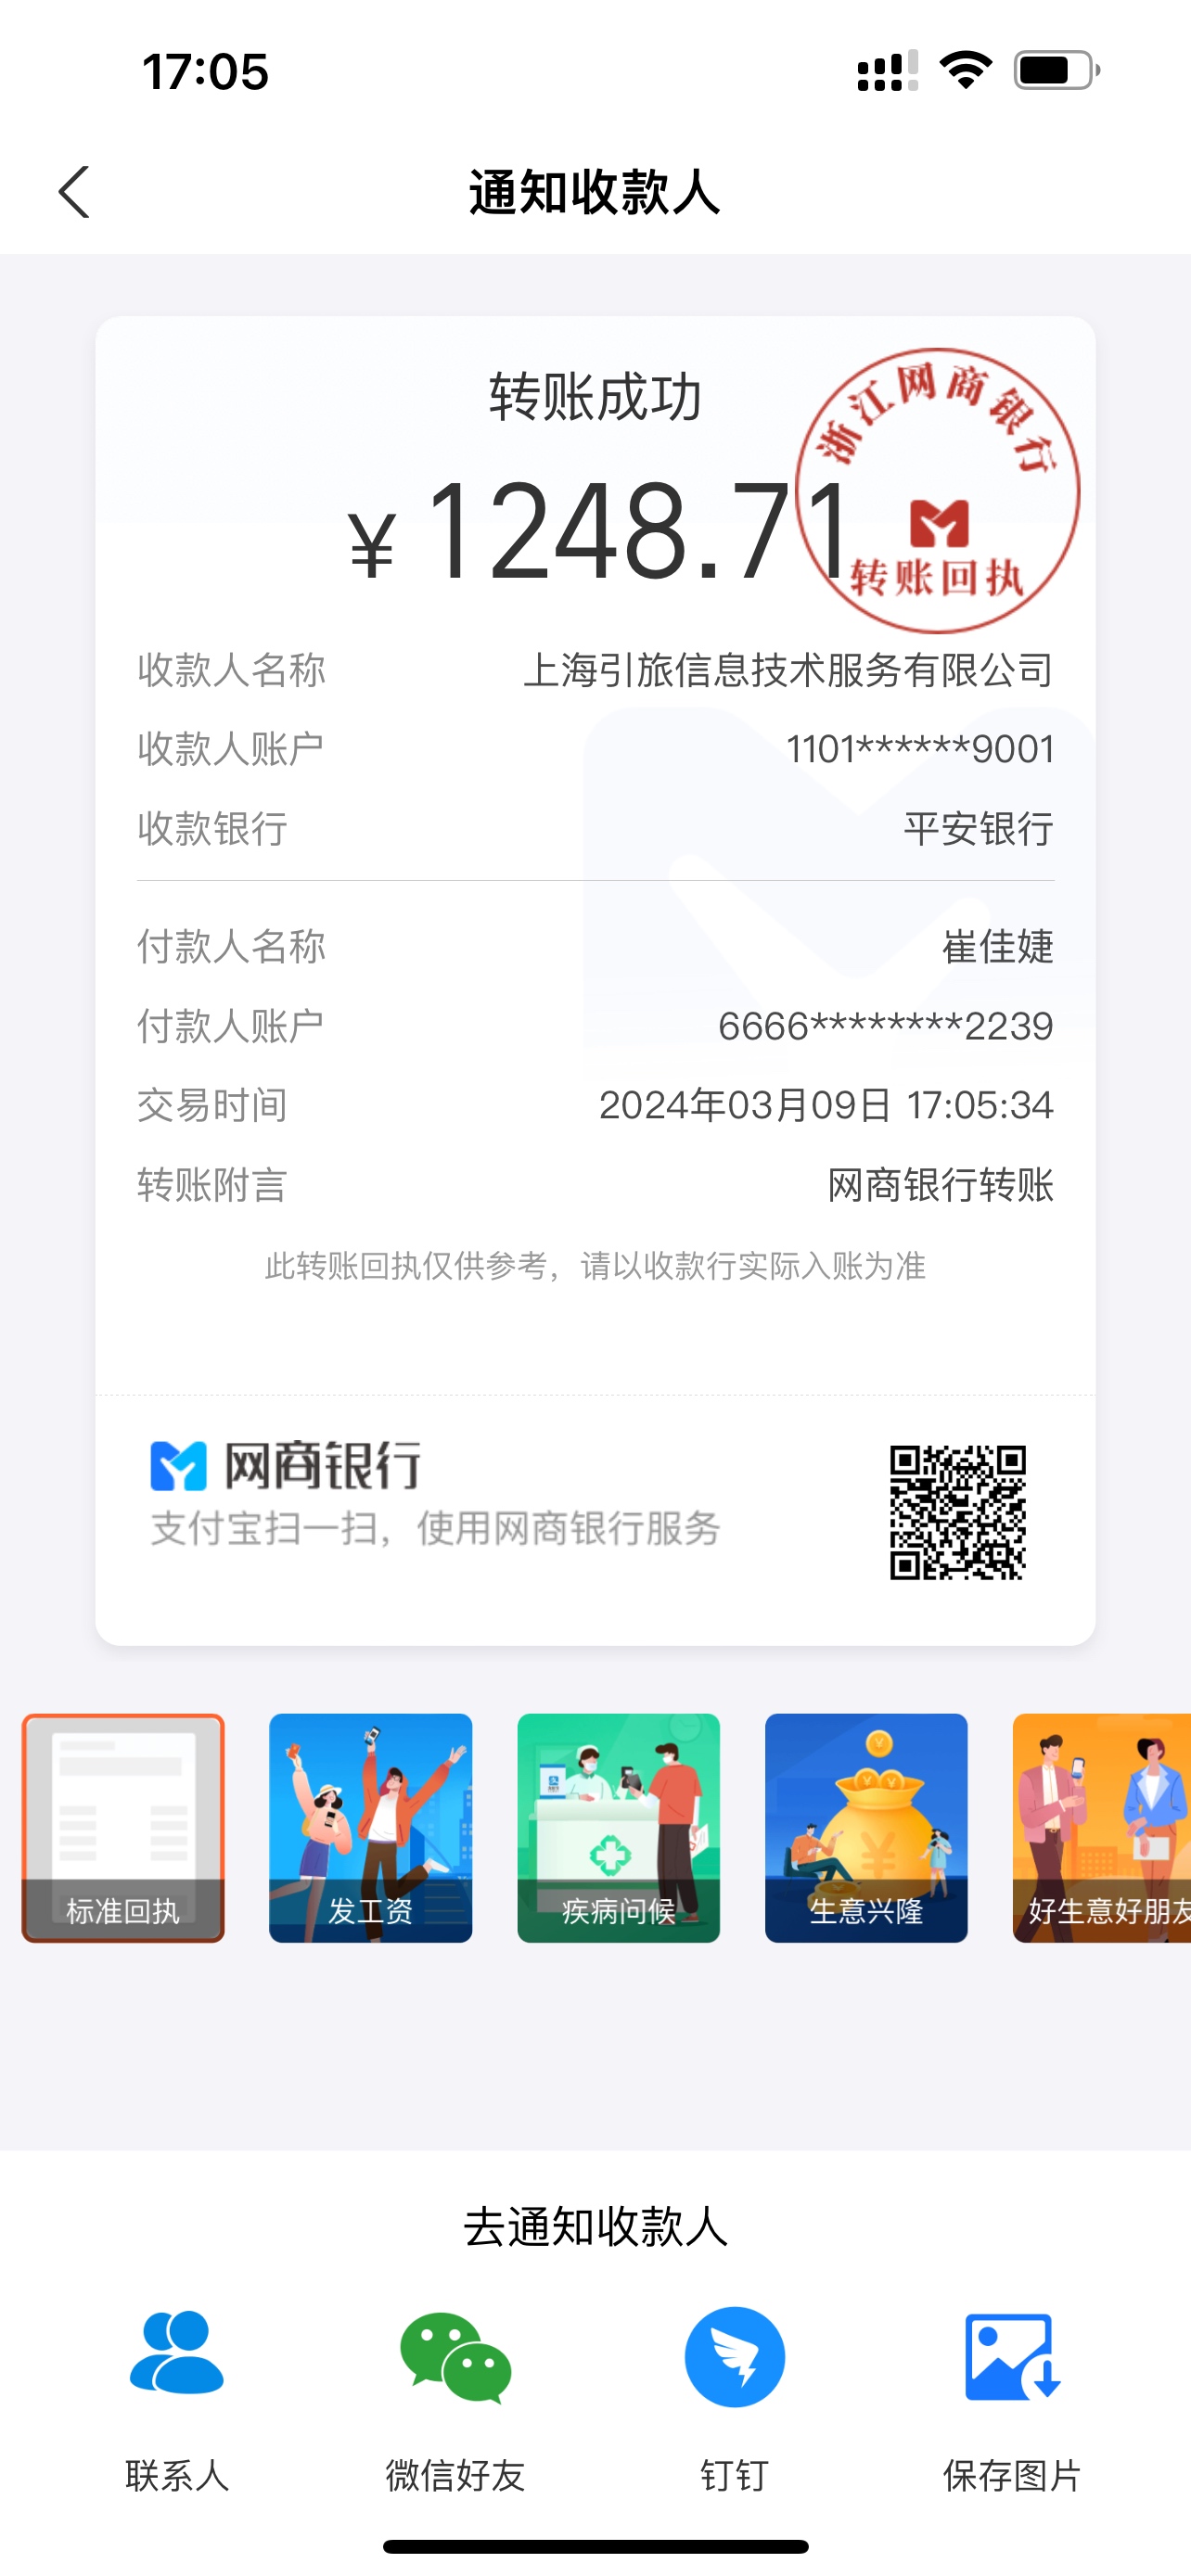 17:05
通知收款人
转账成功
¥ 1248.71
浙江网商银行
转账回执
收款人名称 上海引旅信息技术服务有限公司
收款人账户 1101******9001
收款银行 平安银行
付款人名称 崔佳婕
付款人账户 6666********2239
交易时间 2024年03月09日 17:05:34
转账附言 网商银行转账
此转账回执仅供参考，请以收款行实际入账为准
网商银行
支付宝扫一扫，使用网商银行服务
标准回执 发工资 疾病问候 生意兴隆 好生意好朋友
去通知收款人
联系人 微信好友 钉钉 保存图片